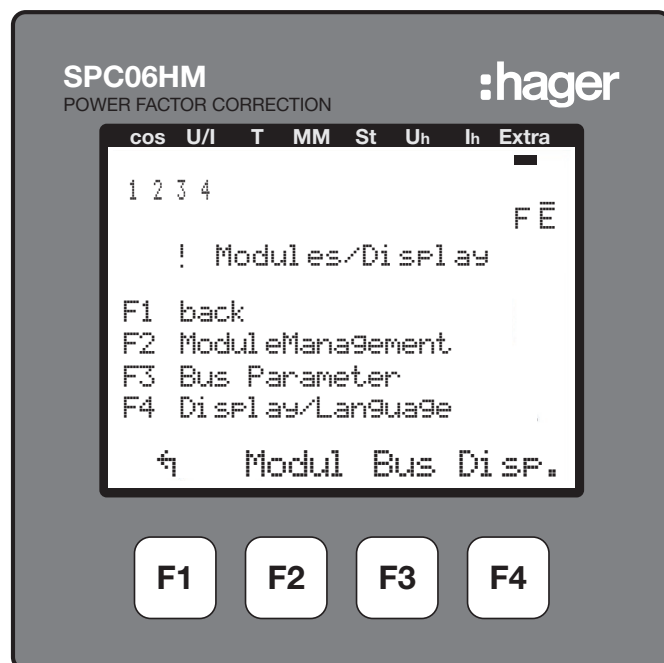 SPC06HM
:hager
POWER FACTOR CORRECTION
cos U/I T MM St Uh Ih Extra
1 2 3 4
F Ē
! Modules/Display
F1 back
F2 ModuleManagement
F3 Bus Parameter
F4 Display/Language
↰ Modul Bus Disp.
F1 F2 F3 F4